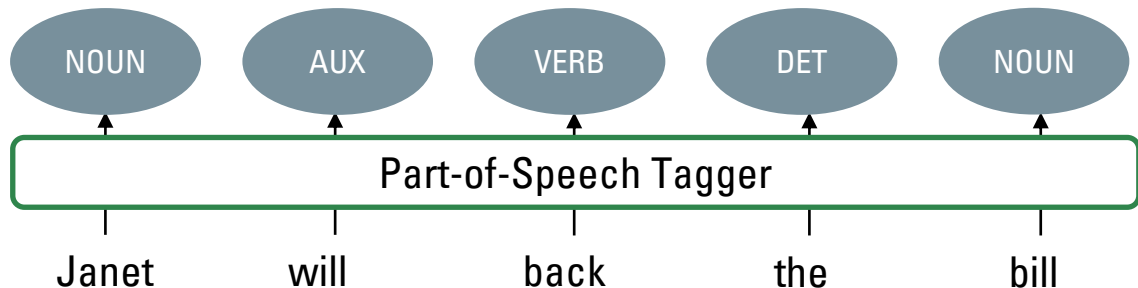 NOUN AUX VERB DET NOUN
Part-of-Speech Tagger
Janet will back the bill